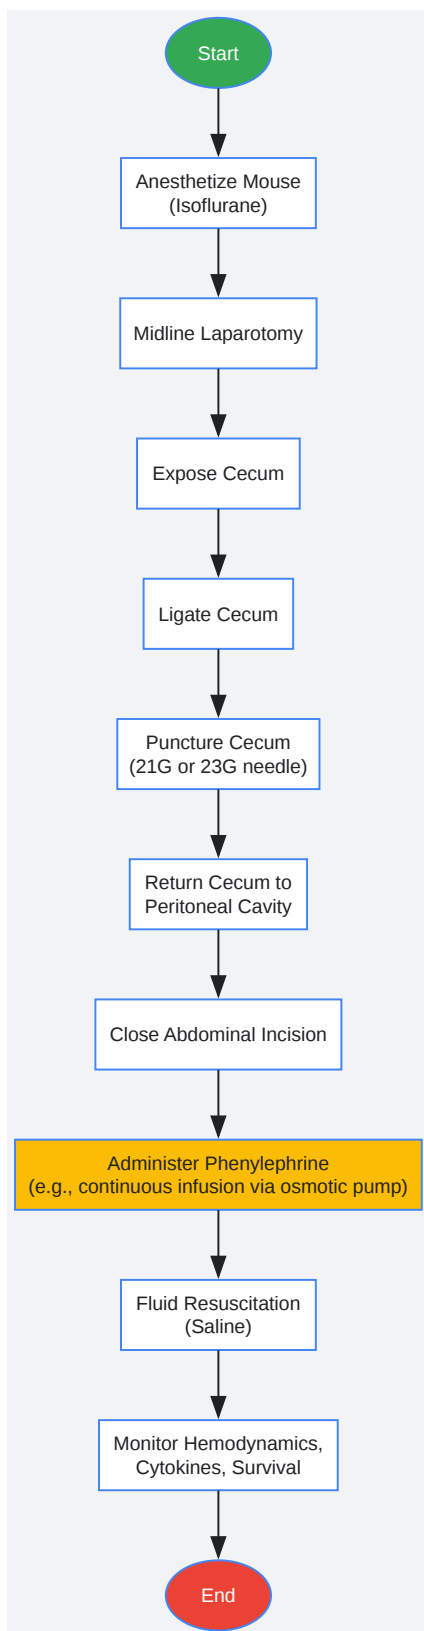 Start
Anesthetize Mouse
(Isoflurane)
Midline Laparotomy
Expose Cecum
Ligate Cecum
Puncture Cecum
(21G or 23G needle)
Return Cecum to
Peritoneal Cavity
Close Abdominal Incision
Administer Phenylephrine
(e.g., continuous infusion via osmotic pump)
Fluid Resuscitation
(Saline)
Monitor Hemodynamics,
Cytokines, Survival
End